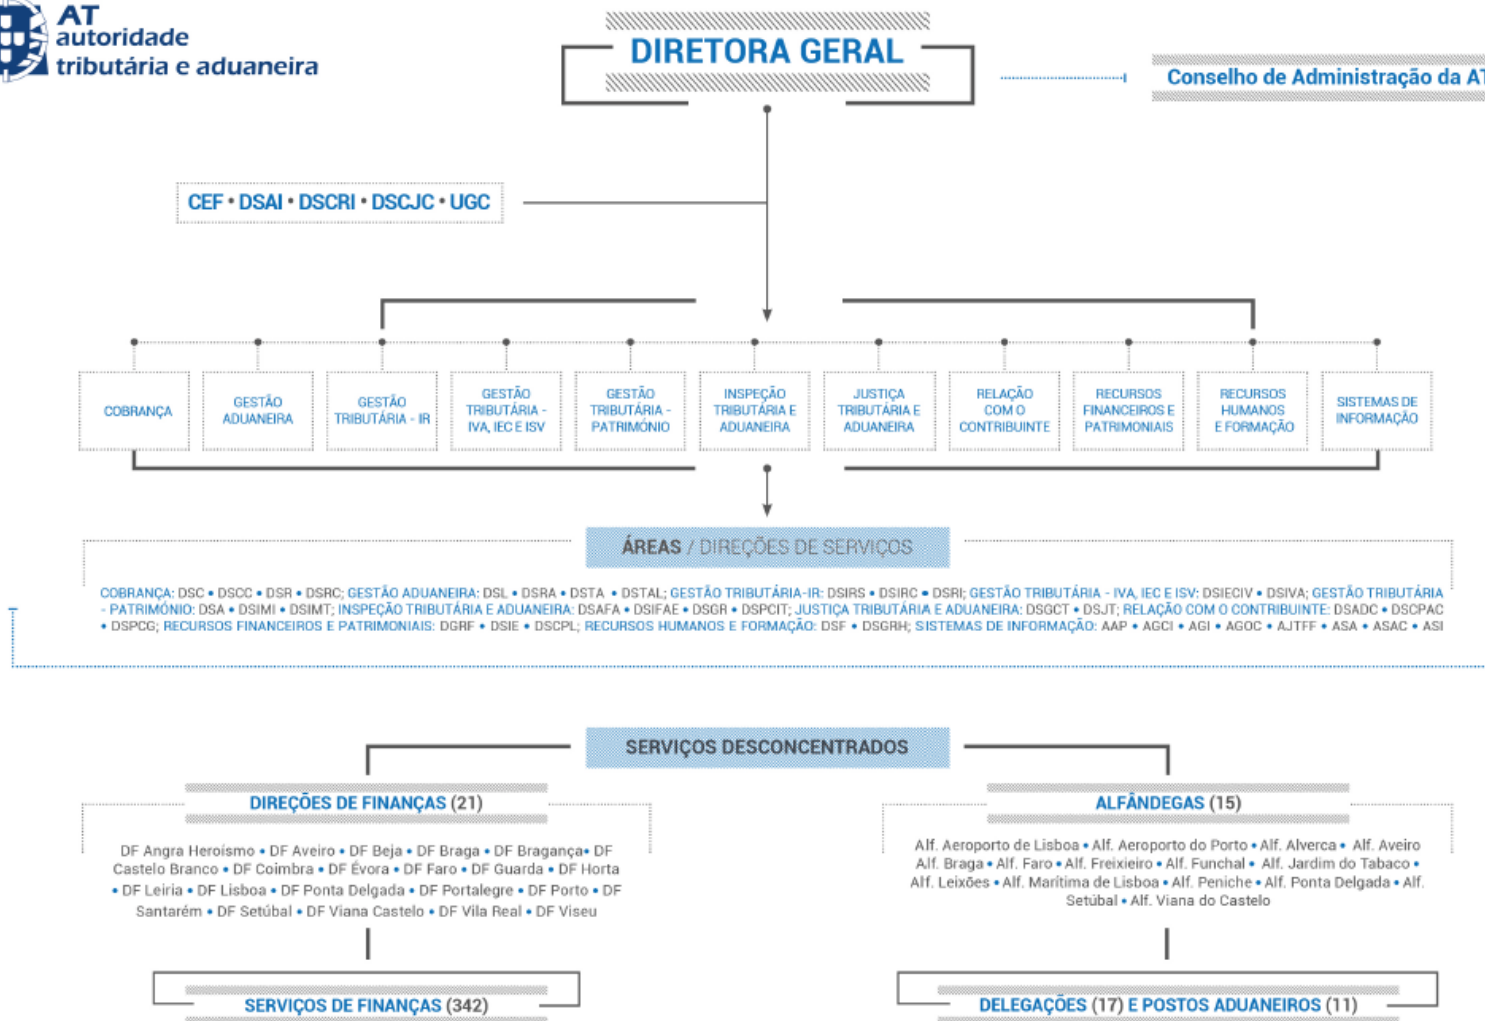 AT
autoridade
tributária e aduaneira
DIRETORA GERAL
Conselho de Administração da AT
CEF • DSAI • DSCRI • DSCJC • UGC
COBRANÇA
GESTÃO
ADUANEIRA
GESTÃO
TRIBUTÁRIA - IR
GESTÃO
TRIBUTÁRIA -
IVA, IEC E ISV
GESTÃO
TRIBUTÁRIA -
PATRIMÓNIO
INSPEÇÃO
TRIBUTÁRIA E
ADUANEIRA
JUSTIÇA
TRIBUTÁRIA E
ADUANEIRA
RELAÇÃO
COM O
CONTRIBUINTE
RECURSOS
FINANCEIROS E
PATRIMONIAIS
RECURSOS
HUMANOS
E FORMAÇÃO
SISTEMAS DE
INFORMAÇÃO
ÁREAS / DIREÇÕES DE SERVIÇOS
COBRANÇA: DSC • DSCC • DSR • DSRC; GESTÃO ADUANEIRA: DSL • DSRA • DSTA • DSTAL; GESTÃO TRIBUTÁRIA-IR: DSIRS • DSIRC • DSRI; GESTÃO TRIBUTÁRIA - IVA, IEC E ISV: DSIECIV • DSIVA; GESTÃO TRIBUTÁRIA
- PATRIMÓNIO: DSA • DSIMI • DSIMT; INSPEÇÃO TRIBUTÁRIA E ADUANEIRA: DSAFA • DSIFAE • DSGR • DSPCIT; JUSTIÇA TRIBUTÁRIA E ADUANEIRA: DSGCT • DSJT; RELAÇÃO COM O CONTRIBUINTE: DSADC • DSCPAC
• DSPCG; RECURSOS FINANCEIROS E PATRIMONIAIS: DGRF • DSIE • DSCPL; RECURSOS HUMANOS E FORMAÇÃO: DSF • DSGRH; SISTEMAS DE INFORMAÇÃO: AAP • AGCI • AGI • AGOC • AJTFF • ASA • ASAC • ASI
SERVIÇOS DESCONCENTRADOS
DIREÇÕES DE FINANÇAS (21)
DF Angra Heroísmo • DF Aveiro • DF Beja • DF Braga • DF Bragança• DF
Castelo Branco • DF Coimbra • DF Évora • DF Faro • DF Guarda • DF Horta
• DF Leiria • DF Lisboa • DF Ponta Delgada • DF Portalegre • DF Porto • DF
Santarém • DF Setúbal • DF Viana Castelo • DF Vila Real • DF Viseu
SERVIÇOS DE FINANÇAS (342)
ALFÂNDEGAS (15)
Alf. Aeroporto de Lisboa • Alf. Aeroporto do Porto • Alf. Alverca • Alf. Aveiro
Alf. Braga • Alf. Faro • Alf. Freixieiro • Alf. Funchal • Alf. Jardim do Tabaco •
Alf. Leixões • Alf. Marítima de Lisboa • Alf. Peniche • Alf. Ponta Delgada • Alf.
Setúbal • Alf. Viana do Castelo
DELEGAÇÕES (17) E POSTOS ADUANEIROS (11)